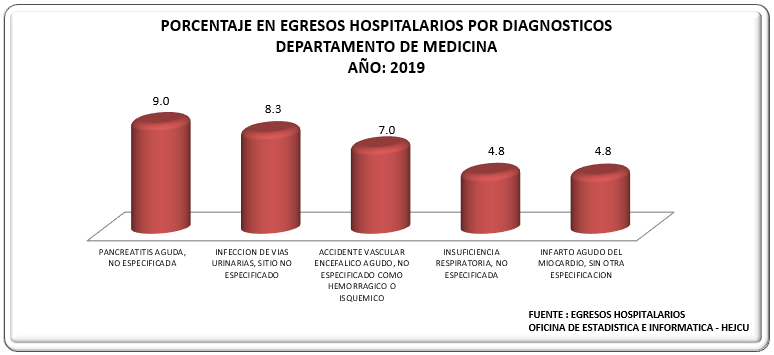 PORCENTAJE EN EGRESOS HOSPITALARIOS POR DIAGNOSTICOS
DEPARTAMENTO DE MEDICINA
AÑO: 2019
9.0
8.3
7.0
4.8
4.8
PANCREATITIS AGUDA,
NO ESPECIFICADA
INFECCION DE VIAS
URINARIAS, SITIO NO
ESPECIFICADO
ACCIDENTE VASCULAR
ENCEFALICO AGUDO, NO
ESPECIFICADO COMO
HEMORRAGICO O
ISQUEMICO
INSUFICIENCIA
RESPIRATORIA, NO
ESPECIFICADA
INFARTO AGUDO DEL
MIOCARDIO, SIN OTRA
ESPECIFICACION
FUENTE : EGRESOS HOSPITALARIOS
OFICINA DE ESTADISTICA E INFORMATICA - HEJCU